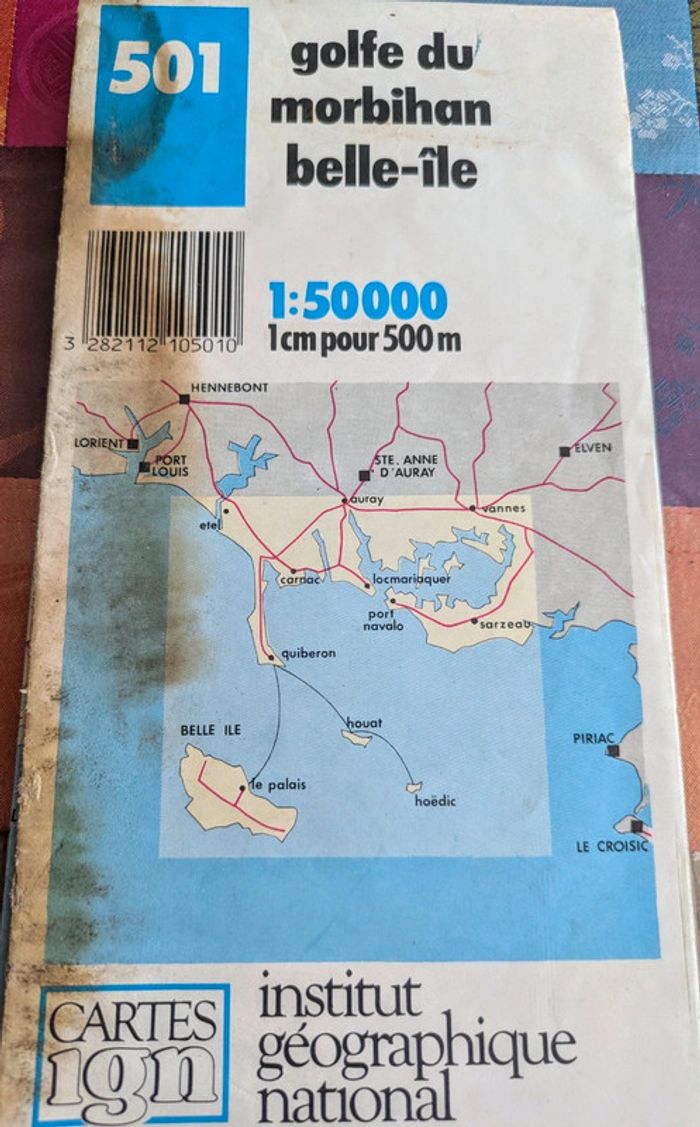 501
golfe du
morbihan
belle-île
3 282112 105010
1:50000
1cm pour 500m
HENNEBONT
LORIENT
PORT
LOUIS
STE. ANNE
D'AURAY
ELVEN
auray
vannes
etel
carnac
locmariaquer
port
navalo
sarzeau
quiberon
BELLE ILE
houat
PIRIAC
le palais
hoëdic
LE CROISIC
CARTES
ign
institut
géographique
national